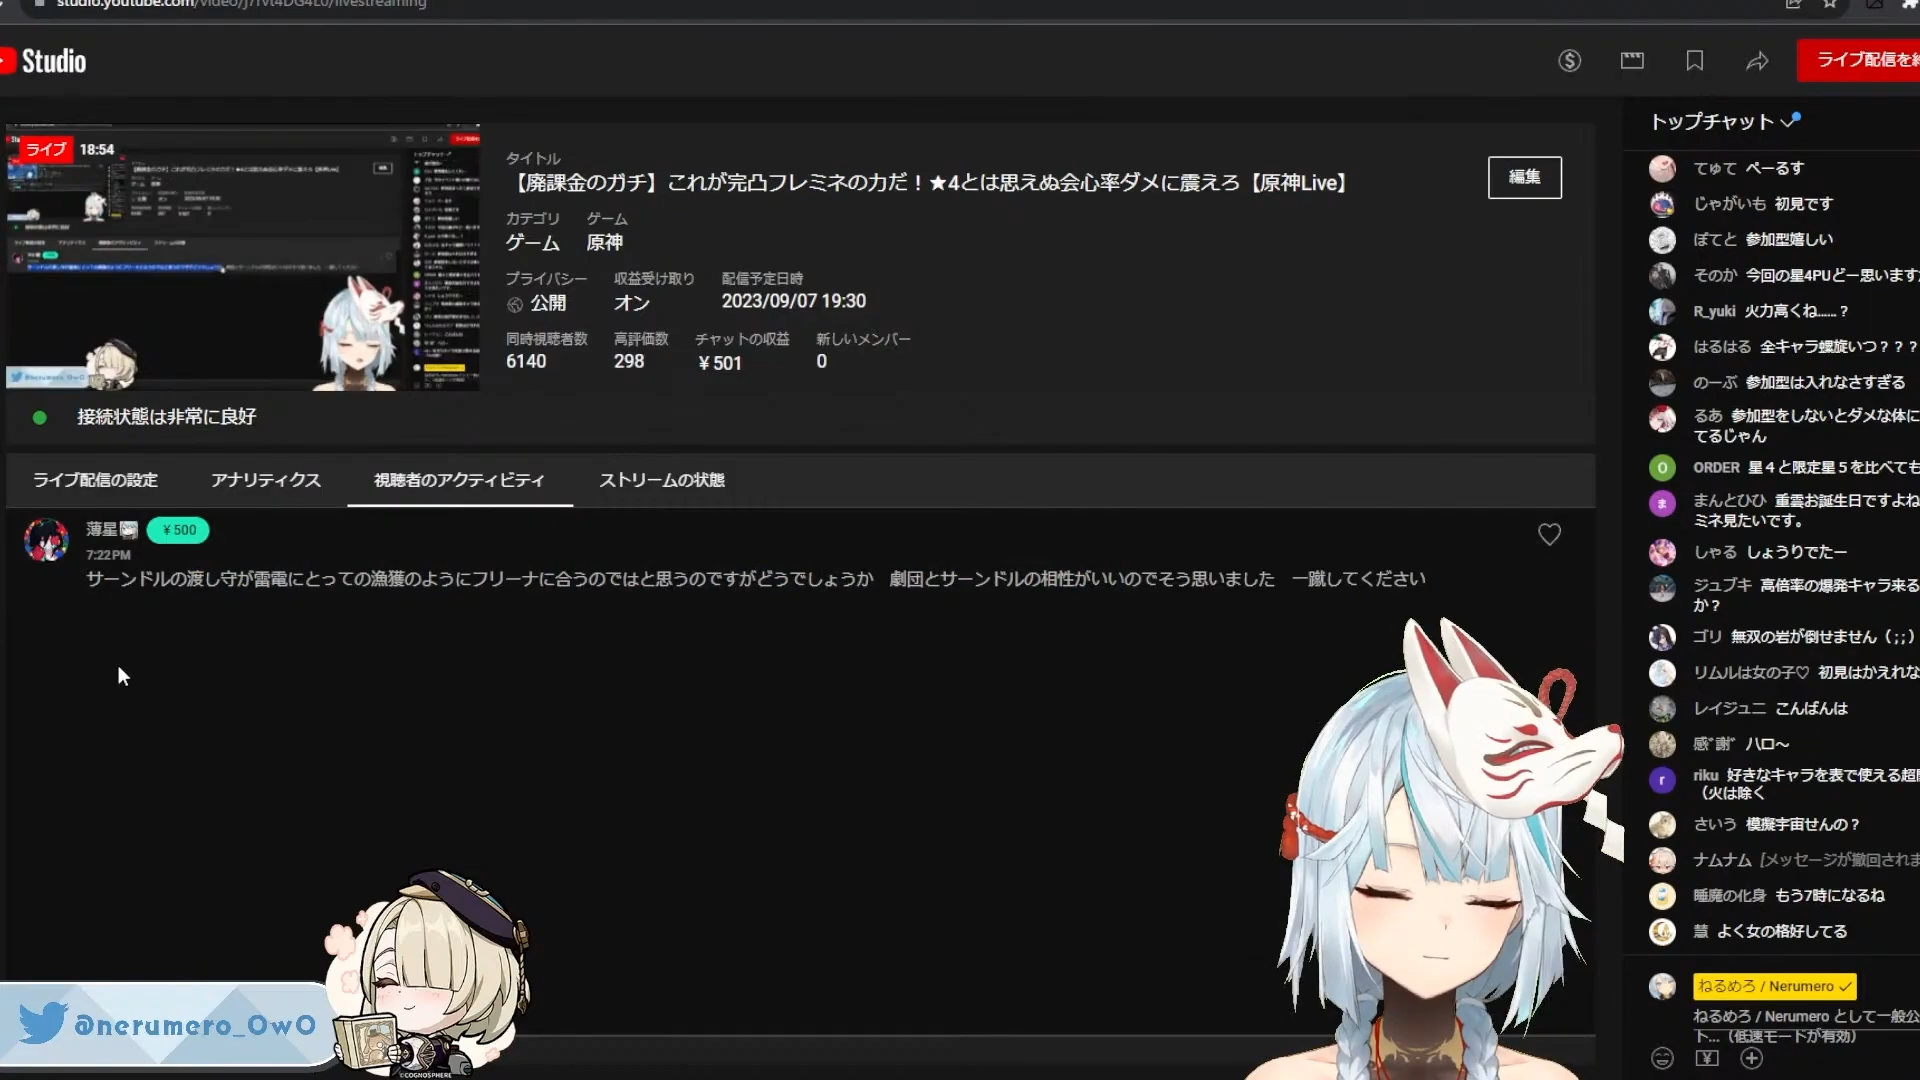 studio.youtube.com/video/j7rvt4DG4L0/livestreaming
Studio
ライブ配信を終
ライブ
18:54
タイトル
【廃課金のガチ】これが完凸フレミネの力だ！★4とは思えぬ会心率ダメに震えろ【原神Live】
編集
カテゴリ ゲーム
ゲーム 原神
プライバシー 収益受け取り 配信予定日時
公開 オン 2023/09/07 19:30
同時視聴者数 高評価数 チャットの収益 新しいメンバー
6140 298 ￥501 0
接続状態は非常に良好
ライブ配信の設定 アナリティクス 視聴者のアクティビティ ストリームの状態
薄星 ￥500
7:22 PM
サーンドルの渡し守が雷電にとっての漁獲のようにフリーナに合うのではと思うのですがどうでしょうか　劇団とサーンドルの相性がいいのでそう思いました　一蹴してください
トップチャット
てゅて ぺーるす
じゃがいも 初見です
ぽてと 参加型嬉しい
そのか 今回の星4PUどー思います
R_yuki 火力高くね......？
はるはる 全キャラ螺旋いつ？？？
のーぶ 参加型は入れなさすぎる
るあ 参加型をしないとダメな体に
てるじゃん
ORDER 星４と限定星５を比べても
まんとひひ 重雲お誕生日ですよね
ミネ見たいです。
しゃる しょうりでたー
ジュブキ 高倍率の爆発キャラ来る
か？
ゴリ 無双の岩が倒せません（ ; ; ）
リムルは女の子♡ 初見はかえれな
レイジュニ こんばんは
感゛謝゛ ハロ〜
riku 好きなキャラを表で使える超
（火は除く
さいう 模擬宇宙せんの？
ナムナム [メッセージが撤回されま
睡魔の化身 もう7時になるね
慧 よく女の格好してる
ねるめろ / Nerumero
ねるめろ / Nerumero として一般公
ト...（低速モードが有効）
@nerumero_OwO
©COGNOSPHERE